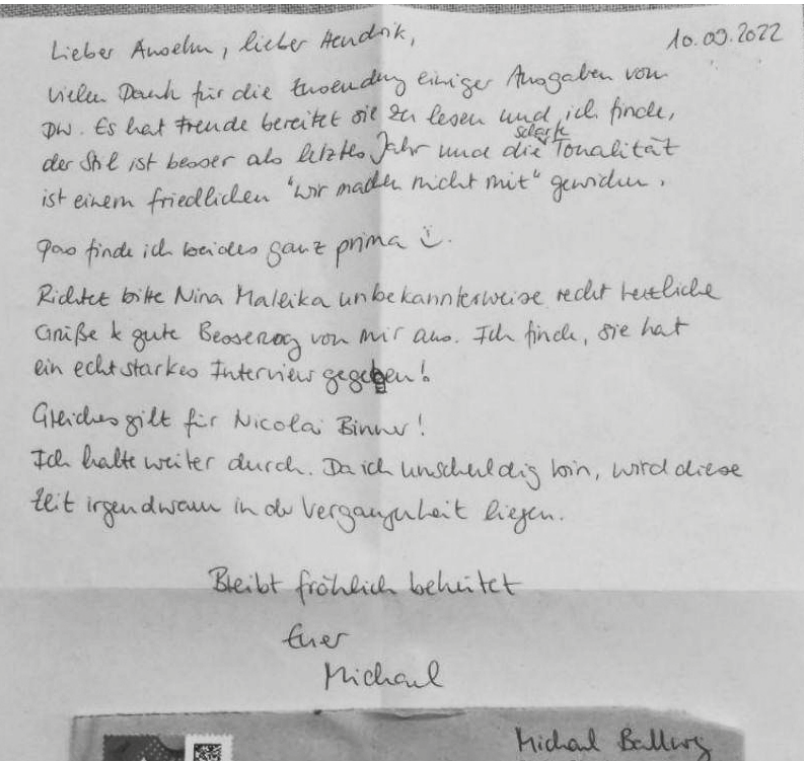 10.09.2022
Lieber Anselm, lieber Hendrik,
vielen Dank für die Zusendung einiger Ausgaben vom
DW. Es hat Freude bereitet sie zu lesen und ich finde,
der Stil ist besser als letztes Jahr und die scharfe Tonalität
ist einem friedlichen "wir machen nicht mit" gewichen.
Das finde ich beides ganz prima ü.
Richtet bitte Nina Maleika unbekannterweise recht herzliche
Grüße & gute Besserung von mir aus. Ich finde, sie hat
ein echt starkes Interview gegeben!
Gleiches gilt für Nicolai Binner!
Ich halte weiter durch. Da ich unschuldig bin, wird diese
Zeit irgendwann in der Vergangenheit liegen.
Bleibt fröhlich behütet
Euer
Michael
Michael Ballweg